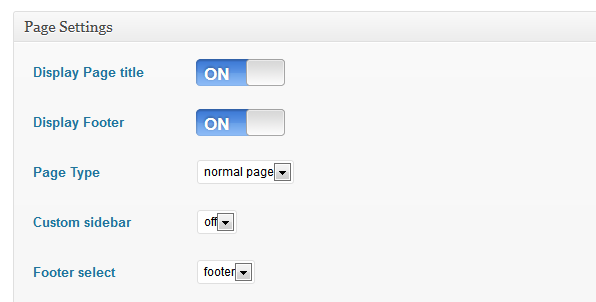 Page Settings
Display Page title ON
Display Footer ON
Page Type normal page
Custom sidebar off
Footer select footer